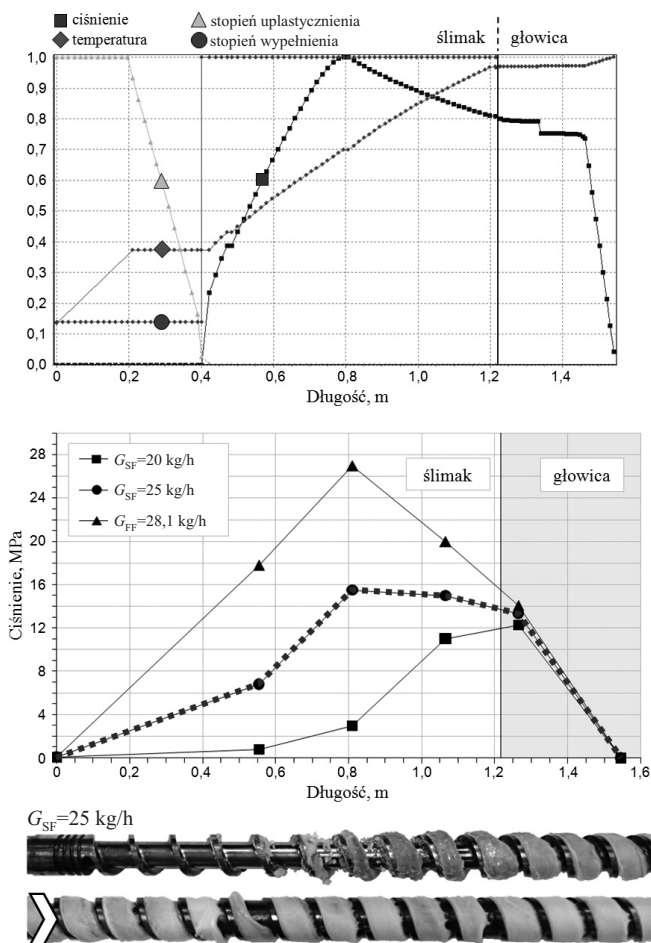 ciśnienie
stopień uplastycznienia
temperatura
stopień wypełnienia
ślimak
głowica
1,0
0,9
0,8
0,7
0,6
0,5
0,4
0,3
0,2
0,1
0,0
0
0,2
0,4
0,6
0,8
1,0
1,2
1,4
Długość, m
28
24
20
16
12
8
4
0
Ciśnienie, MPa
G_SF=20 kg/h
G_SF=25 kg/h
G_FF=28,1 kg/h
ślimak
głowica
0,0
0,2
0,4
0,6
0,8
1,0
1,2
1,4
1,6
Długość, m
G_SF=25 kg/h